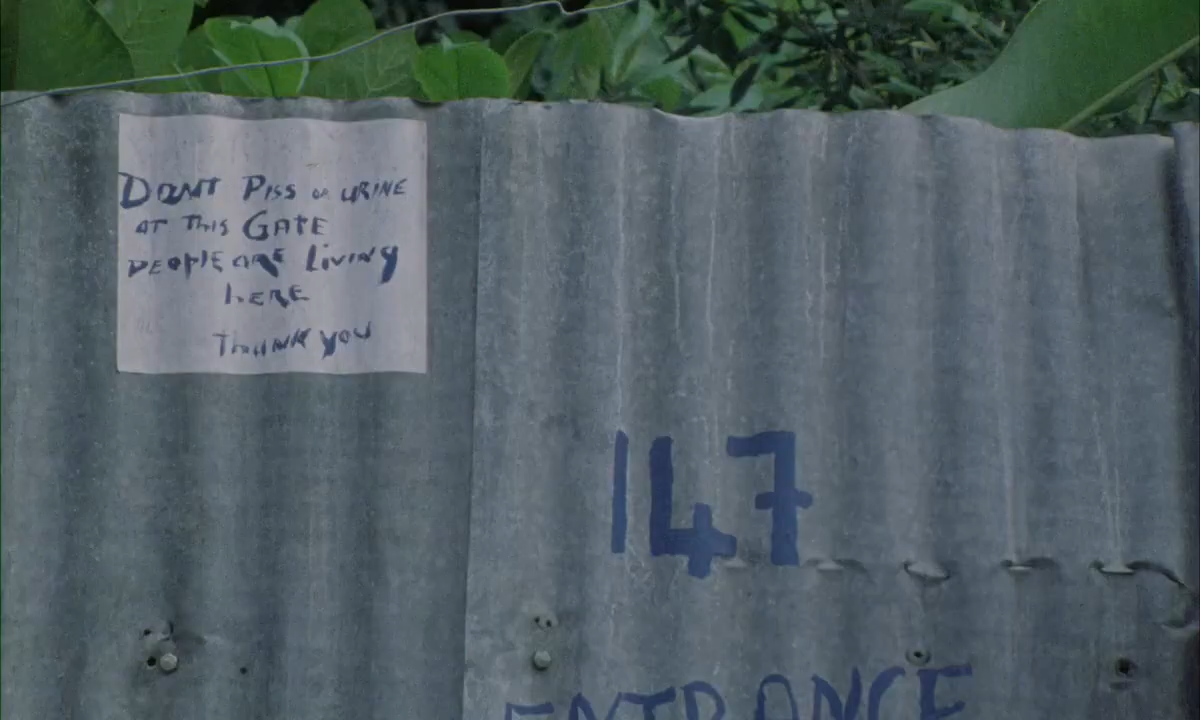 DONT PISS OR URINE
AT THIS GATE
PEOPLE ARE LIVING
HERE
THANK YOU
147
ENTRANCE